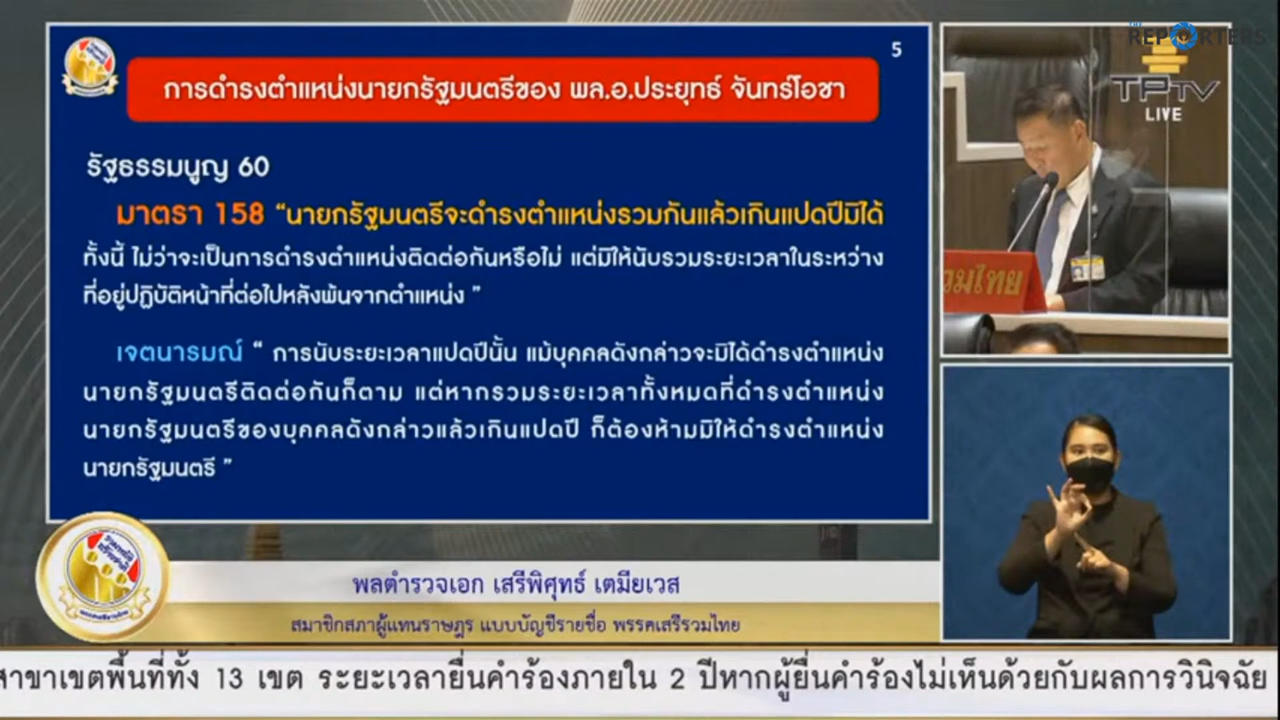 5
การดำรงตำแหน่งนายกรัฐมนตรีของ พล.อ.ประยุทธ์ จันทร์โอชา
รัฐธรรมนูญ 60
มาตรา 158 “นายกรัฐมนตรีจะดำรงตำแหน่งรวมกันแล้วเกินแปดปีมิได้
ทั้งนี้ ไม่ว่าจะเป็นการดำรงตำแหน่งติดต่อกันหรือไม่ แต่มิให้นับรวมระยะเวลาในระหว่าง
ที่อยู่ปฏิบัติหน้าที่ต่อไปหลังพ้นจากตำแหน่ง ”
เจตนารมณ์ “ การนับระยะเวลาแปดปีนั้น แม้บุคคลดังกล่าวจะมิได้ดำรงตำแหน่ง
นายกรัฐมนตรีติดต่อกันก็ตาม แต่หากรวมระยะเวลาทั้งหมดที่ดำรงตำแหน่ง
นายกรัฐมนตรีของบุคคลดังกล่าวแล้วเกินแปดปี ก็ต้องห้ามมิให้ดำรงตำแหน่ง
นายกรัฐมนตรี ”
REPORTERS
TPTV
LIVE
รวมไทย
พลตำรวจเอก เสรีพิศุทธ์ เตมียเวส
สมาชิกสภาผู้แทนราษฎร แบบบัญชีรายชื่อ พรรคเสรีรวมไทย
สาขาเขตพื้นที่ทั้ง 13 เขต ระยะเวลายื่นคำร้องภายใน 2 ปีหากผู้ยื่นคำร้องไม่เห็นด้วยกับผลการวินิจฉัย